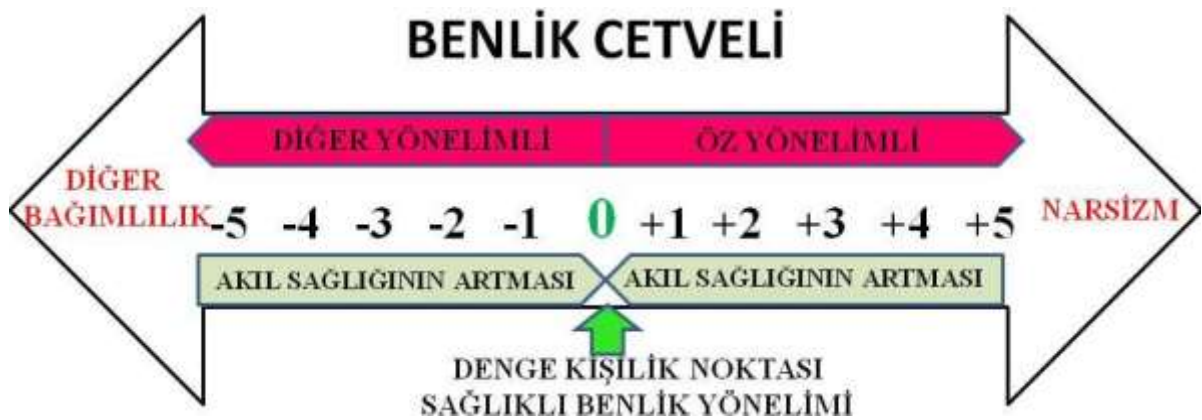 BENLİK CETVELİ
DİĞER YÖNELİMLİ ÖZ YÖNELİMLİ
DİĞER
BAĞIMLILIK
-5 -4 -3 -2 -1 0 +1 +2 +3 +4 +5
NARSİZM
AKIL SAĞLIĞININ ARTMASI AKIL SAĞLIĞININ ARTMASI
DENGE KİŞİLİK NOKTASI
SAĞLIKLI BENLİK YÖNELİMİ